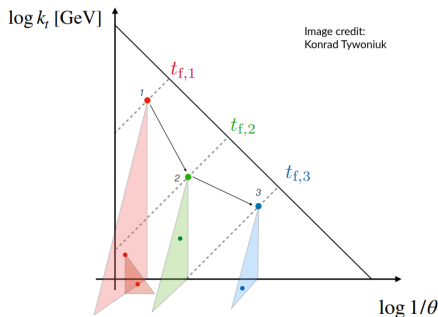 log k_t [GeV]
Image credit:
Konrad Tywoniuk
t_f,1
1
t_f,2
2
t_f,3
3
log 1/θ